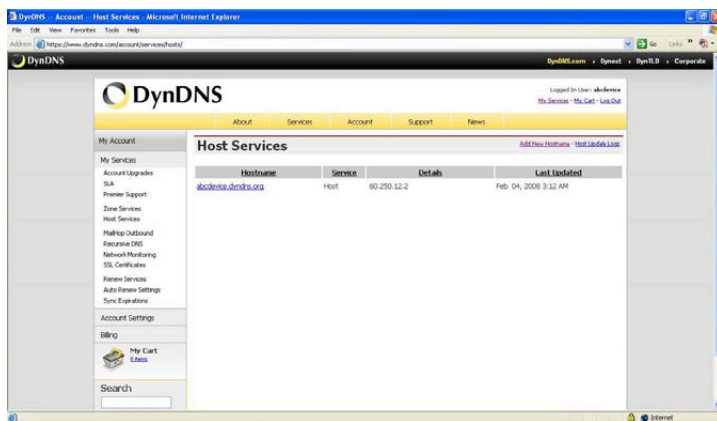 DynDNS -- Account -- Host Services - Microsoft Internet Explorer
File Edit View Favorites Tools Help
Address https://www.dyndns.com/account/services/hosts/ Go Links »
DynDNS DynDNS.com Dynect DynTLD Corporate
DynDNS
Logged In User: abcdevice
My Services - My Cart - Log Out
About Services Account Support News
My Account
Host Services
Add New Hostname - Host Update Logs
My Services
Account Upgrades
SLA
Premier Support
Zone Services
Host Services
MailHop Outbound
Recursive DNS
Network Monitoring
SSL Certificates
Renew Services
Auto Renew Settings
Sync Expirations
Account Settings
Billing
My Cart
0 items
Search
Hostname Service Details Last Updated
abcdevice.dyndns.org Host 60.250.12.2 Feb. 04, 2008 3:12 AM
Internet